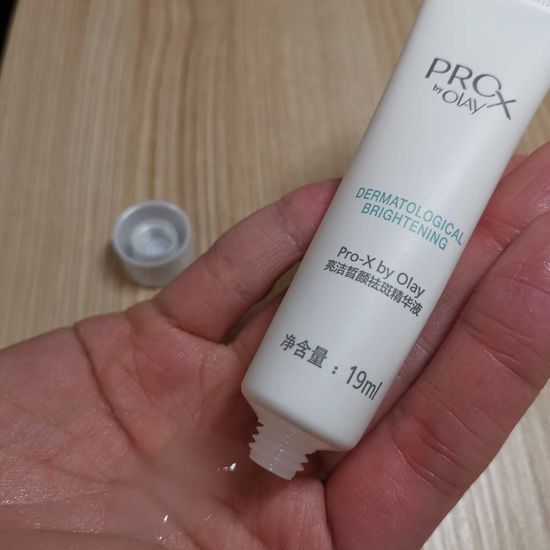 PROX
by OLAY
DERMATOLOGICAL
BRIGHTENING
Pro-X by Olay
亮洁皙颜祛斑精华液
净含量：19ml